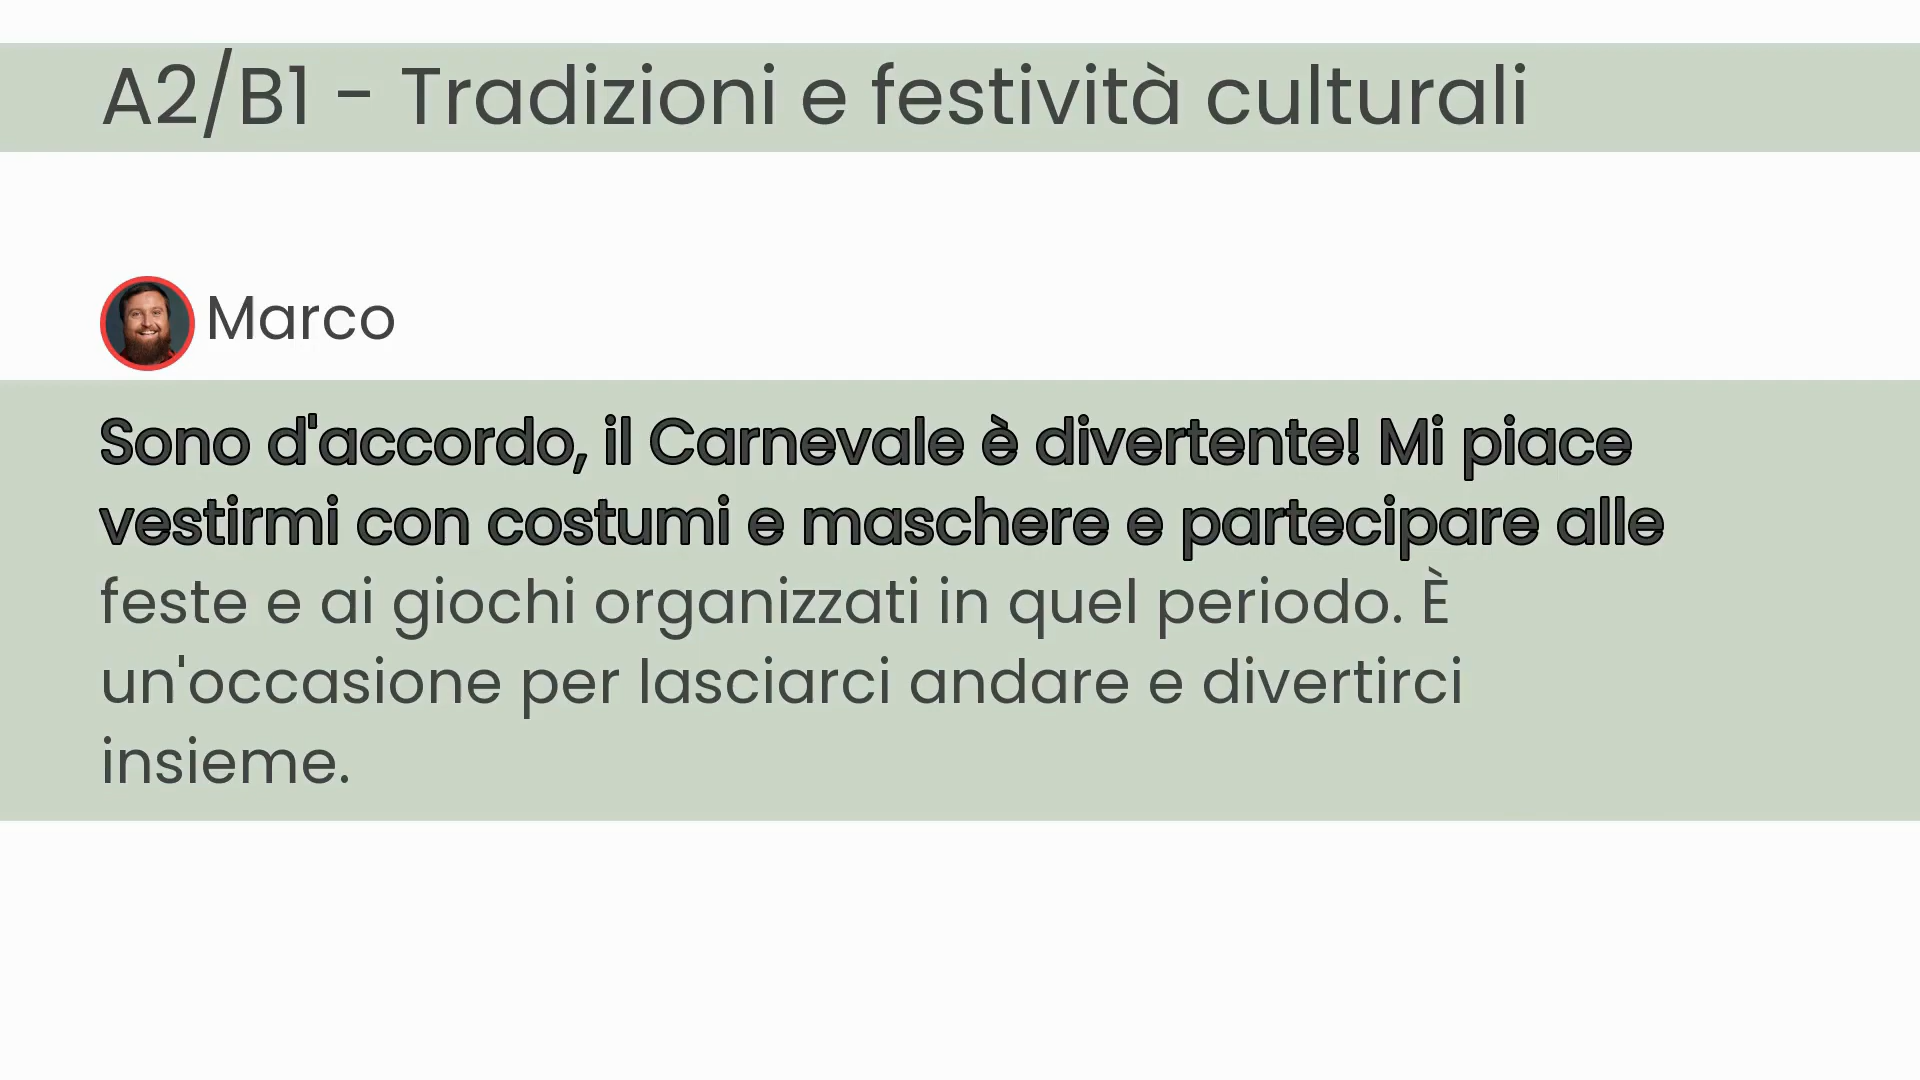 A2/B1 - Tradizioni e festività culturali
Marco
Sono d'accordo, il Carnevale è divertente! Mi piace
vestirmi con costumi e maschere e partecipare alle
feste e ai giochi organizzati in quel periodo. È
un'occasione per lasciarci andare e divertirci
insieme.